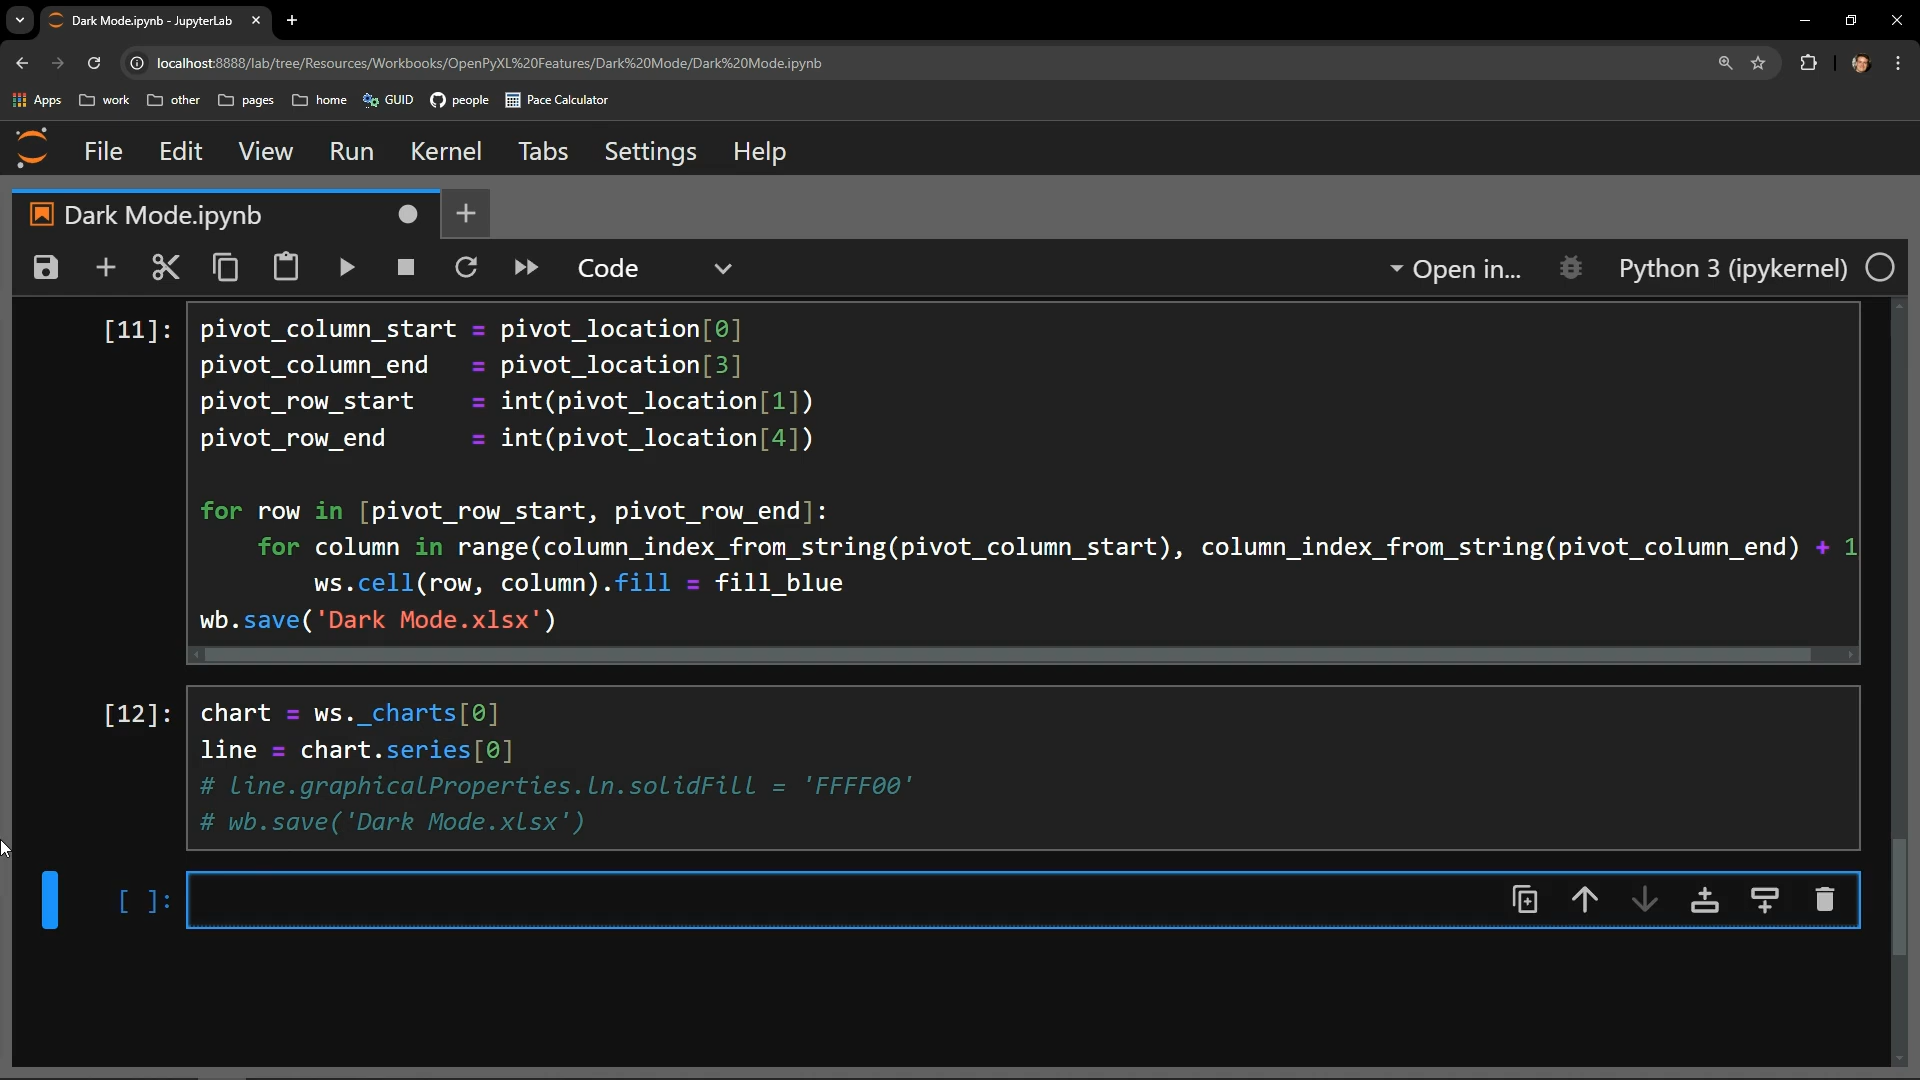 Dark Mode.ipynb - JupyterLab
localhost:8888/lab/tree/Resources/Workbooks/OpenPyXL%20Features/Dark%20Mode/Dark%20Mode.ipynb
Apps work other pages home GUID people Pace Calculator
File Edit View Run Kernel Tabs Settings Help
Dark Mode.ipynb
Code Open in... Python 3 (ipykernel)
[11]: pivot_column_start = pivot_location[0]
pivot_column_end   = pivot_location[3]
pivot_row_start    = int(pivot_location[1])
pivot_row_end      = int(pivot_location[4])
for row in [pivot_row_start, pivot_row_end]:
    for column in range(column_index_from_string(pivot_column_start), column_index_from_string(pivot_column_end) + 1
        ws.cell(row, column).fill = fill_blue
wb.save('Dark Mode.xlsx')
[12]: chart = ws._charts[0]
line = chart.series[0]
# line.graphicalProperties.ln.solidFill = 'FFFF00'
# wb.save('Dark Mode.xlsx')
[ ]: